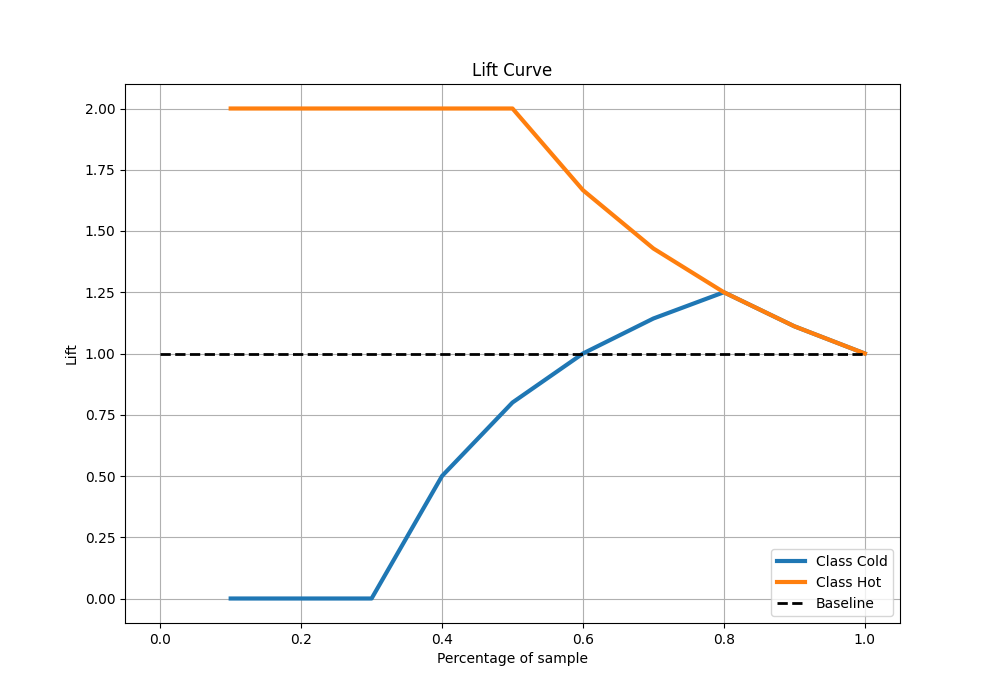 Lift Curve
2.00
1.75
1.50
1.25
1.00
0.75
0.50
0.25
0.00
Lift
0.0 0.2 0.4 0.6 0.8 1.0
Percentage of sample
Class Cold
Class Hot
Baseline